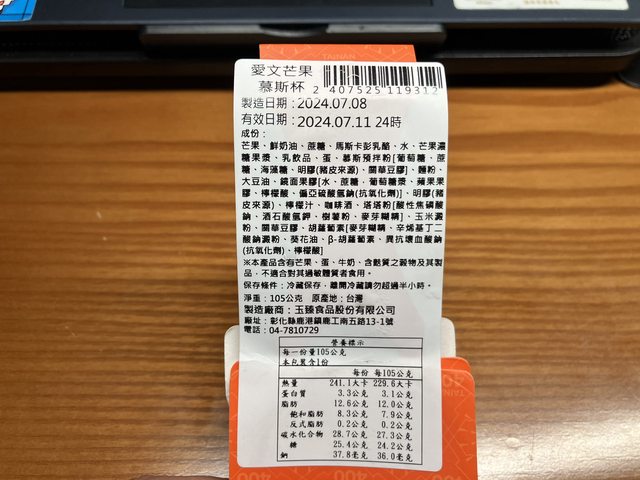 TAINAN
愛文芒果
慕斯杯 2 407525 119312
製造日期：2024.07.08
有效日期：2024.07.11 24時
成份：
芒果、鮮奶油、蔗糖、馬斯卡彭乳酪、水、芒果濃
糖果漿、乳飲品、蛋、慕斯預拌粉[葡萄糖、蔗
糖、海藻糖、明膠(豬皮來源)、關華豆膠]、麵粉、
大豆油、鏡面果膠[水、蔗糖、葡萄糖漿、蘋果果
膠、檸檬酸、偏亞硫酸氫鈉(抗氧化劑)]、明膠(豬
皮來源)、檸檬汁、咖啡酒、塔塔粉[酸性焦磷酸
鈉、酒石酸氫鉀、樹薯粉、麥芽糊精]、玉米澱
粉、關華豆膠、胡蘿蔔素[麥芽糊精、辛烯基丁二
酸鈉澱粉、葵花油、β-胡蘿蔔素、異抗壞血酸鈉
(抗氧化劑)、檸檬酸]
※本產品含有芒果、蛋、牛奶、含麩質之穀物及其製
品，不適合對其過敏體質者食用。
保存條件：冷藏保存，離開冷藏請勿超過半小時。
淨重：105公克 原產地：台灣
製造廠商：玉臻食品股份有限公司
廠址：彰化縣鹿港鎮鹿工南五路13-1號
電話：04-7810729
營養標示
每一份量105公克
本包裝含1份
每份 每105公克
熱量 241.1大卡 229.6大卡
蛋白質 3.3公克 3.1公克
脂肪 12.6公克 12.0公克
飽和脂肪 8.3公克 7.9公克
反式脂肪 0.2公克 0.2公克
碳水化合物 28.7公克 27.3公克
糖 25.4公克 24.2公克
鈉 37.8毫克 36.0毫克